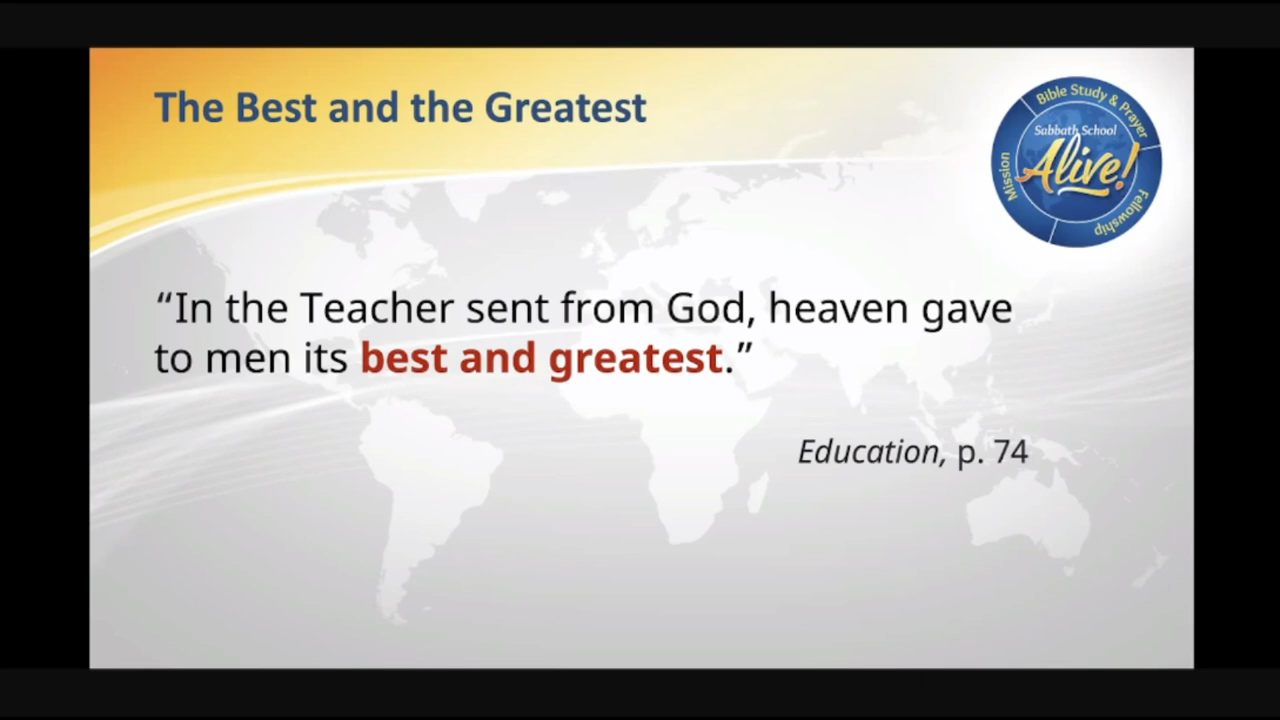 The Best and the Greatest
Bible Study & Prayer
Sabbath School
Alive!
Mission
Fellowship
“In the Teacher sent from God, heaven gave
to men its best and greatest.”
Education, p. 74